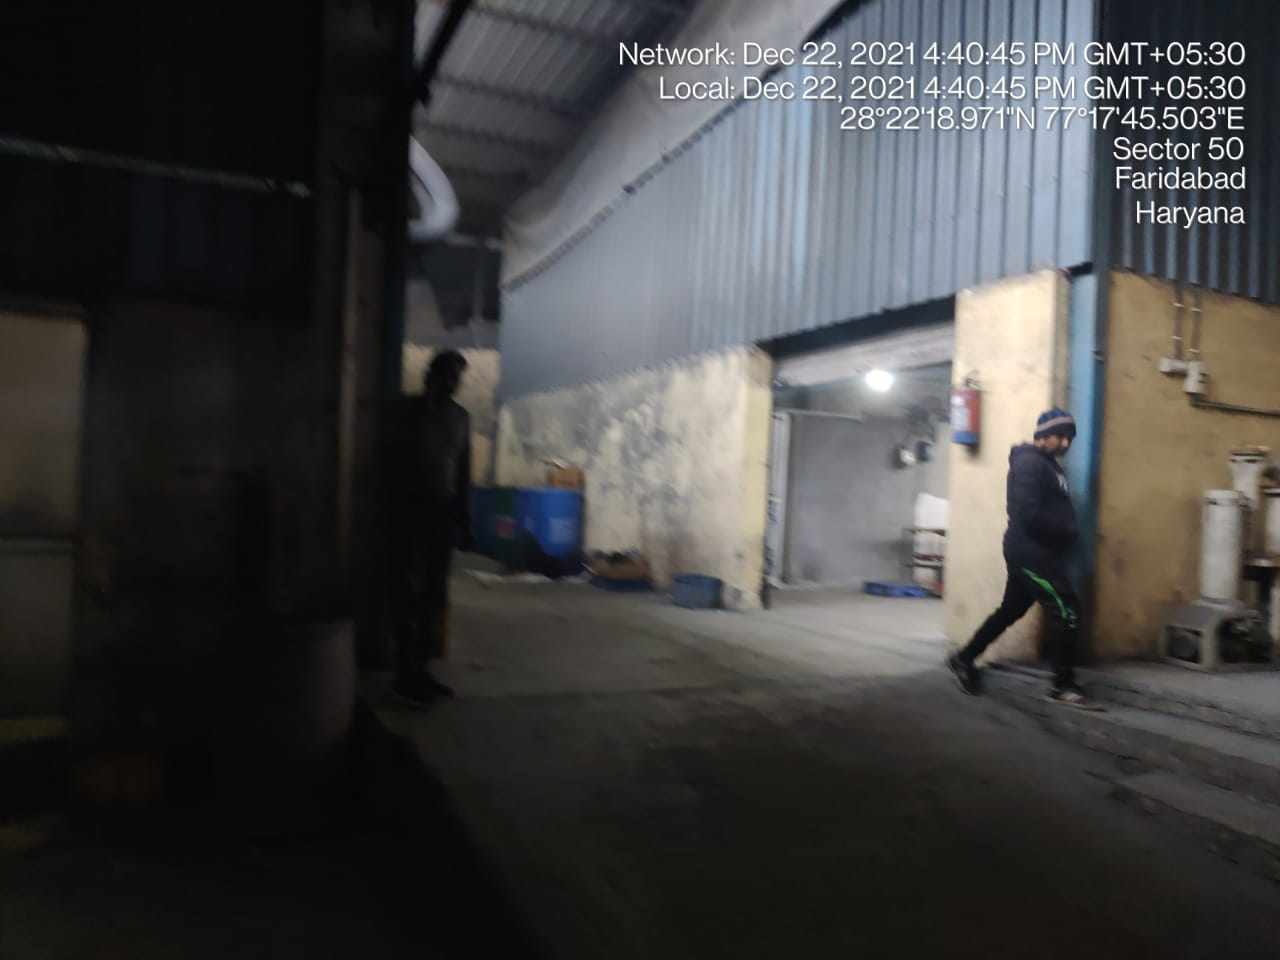 Network: Dec 22, 2021 4:40:45 PM GMT+05:30
Local: Dec 22, 2021 4:40:45 PM GMT+05:30
28°22'18.971"N 77°17'45.503"E
Sector 50
Faridabad
Haryana